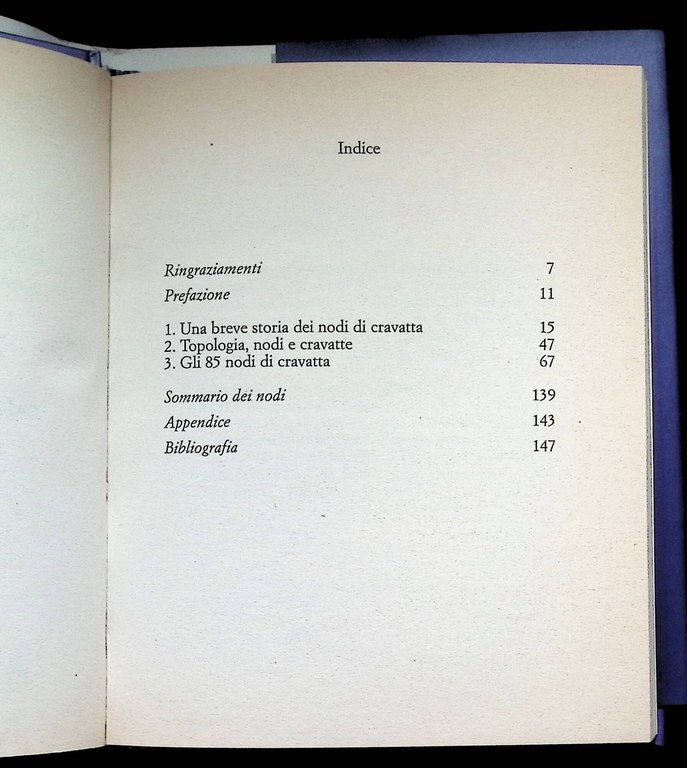 Indice
Ringraziamenti 7
Prefazione 11
1. Una breve storia dei nodi di cravatta 15
2. Topologia, nodi e cravatte 47
3. Gli 85 nodi di cravatta 67
Sommario dei nodi 139
Appendice 143
Bibliografia 147